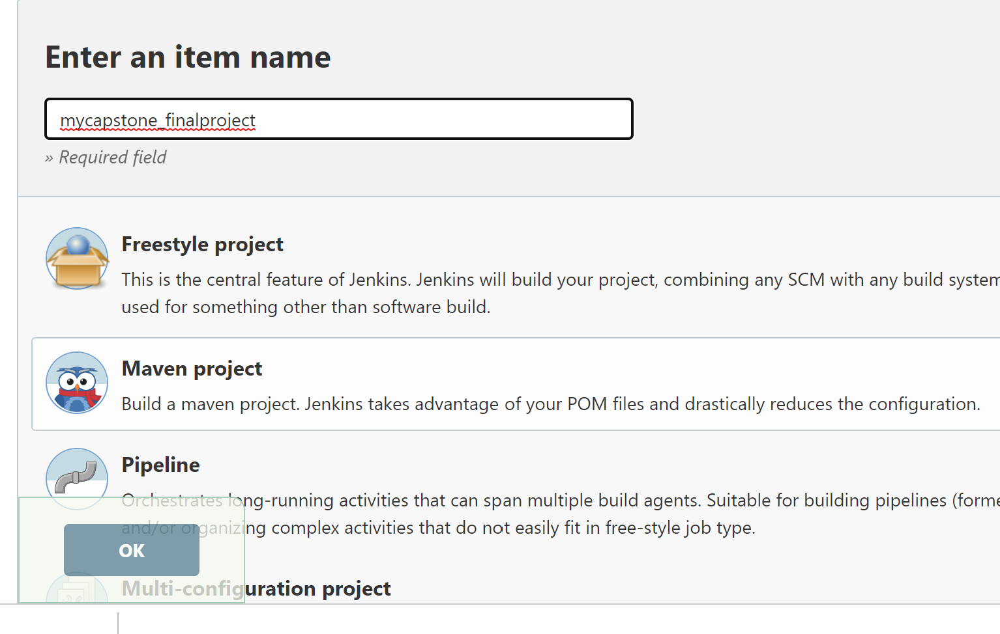 Enter an item name
mycapstone_finalproject
» Required field
Freestyle project
This is the central feature of Jenkins. Jenkins will build your project, combining any SCM with any build system
used for something other than software build.
Maven project
Build a maven project. Jenkins takes advantage of your POM files and drastically reduces the configuration.
Pipeline
Orchestrates long-running activities that can span multiple build agents. Suitable for building pipelines (forme
and/or organizing complex activities that do not easily fit in free-style job type.
OK
Multi-configuration project